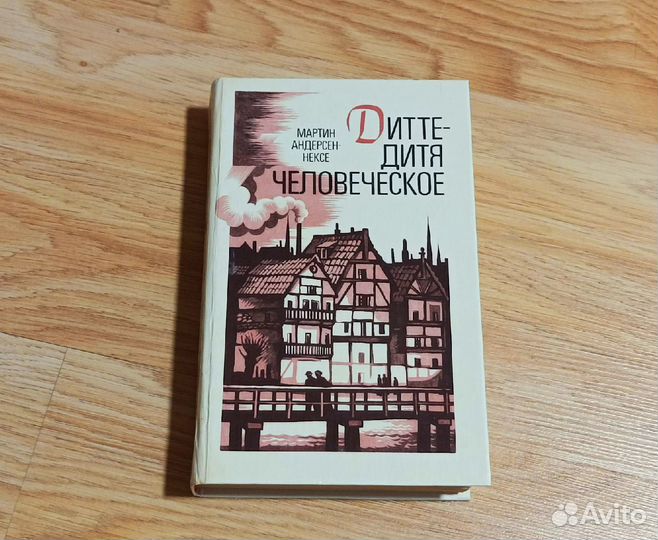 МАРТИН
АНДЕРСЕН-
НЕКСЕ
ДИТТЕ-
ДИТЯ
ЧЕЛОВЕЧЕСКОЕ
Avito